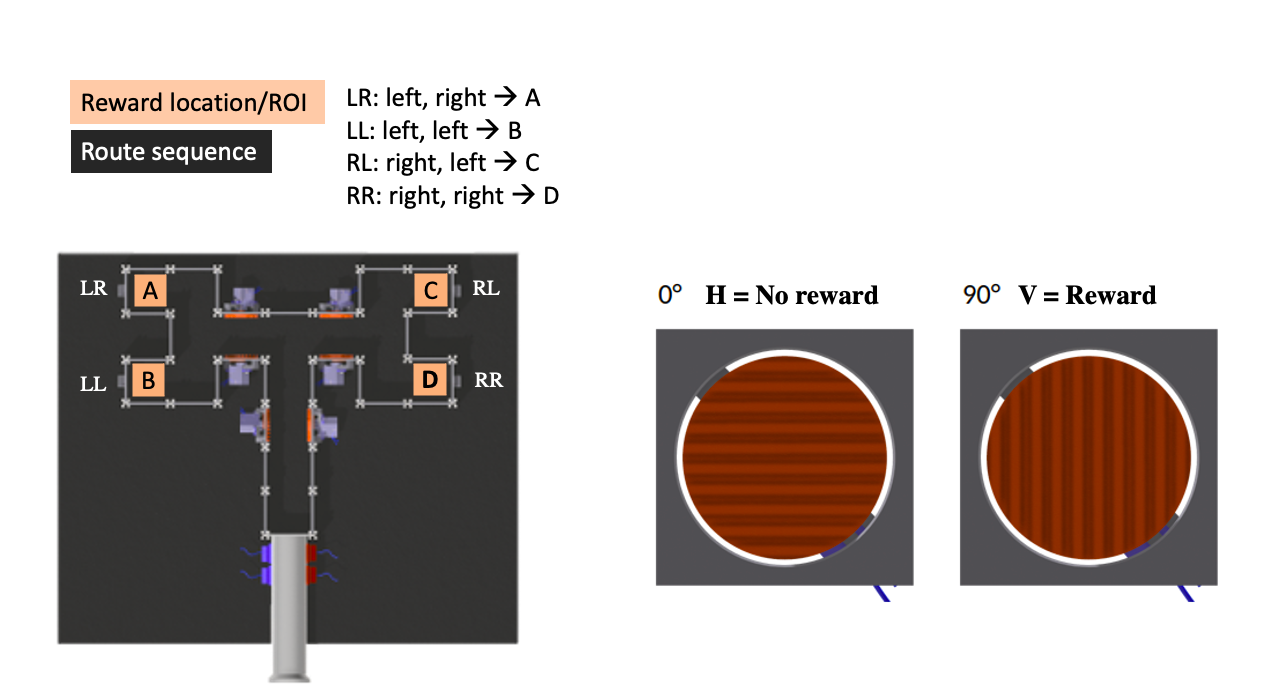 Reward location/ROI
Route sequence
LR: left, right → A
LL: left, left → B
RL: right, left → C
RR: right, right → D
LR A C RL
LL B D RR
0° H = No reward
90° V = Reward